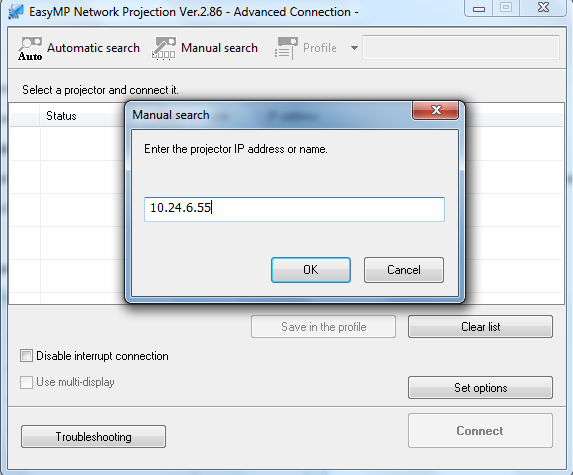 EasyMP Network Projection Ver.2.86 - Advanced Connection -
Auto Automatic search Manual search Profile
Select a projector and connect it.
Status
Manual search
Enter the projector IP address or name.
10.24.6.55
OK Cancel
Save in the profile Clear list
Disable interrupt connection
Use multi-display
Set options
Troubleshooting
Connect